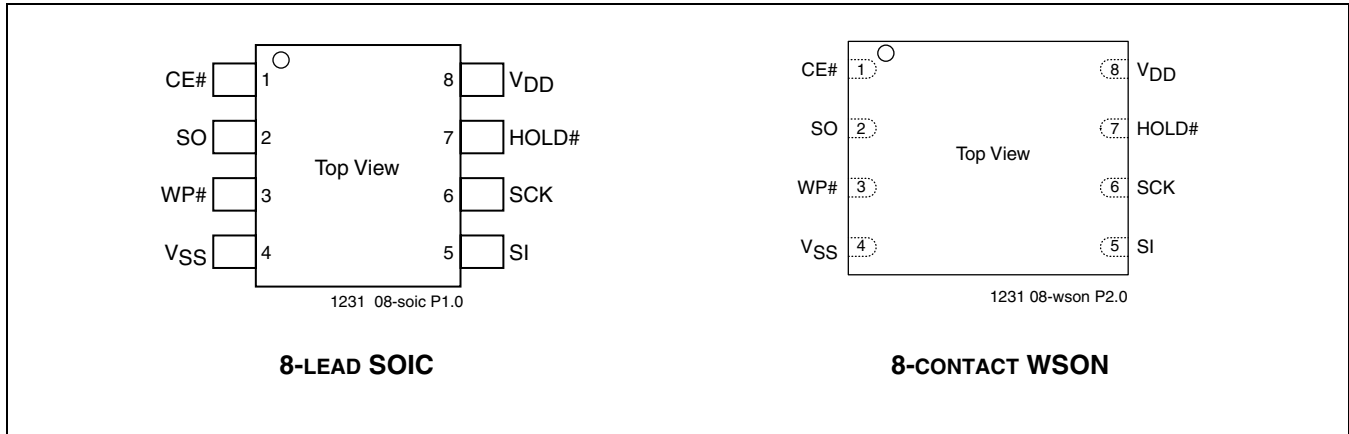 CE# 1 8 VDD
SO 2 7 HOLD#
Top View
WP# 3 6 SCK
VSS 4 5 SI
1231 08-soic P1.0
8-LEAD SOIC
CE# 1 8 VDD
SO 2 7 HOLD#
Top View
WP# 3 6 SCK
VSS 4 5 SI
1231 08-wson P2.0
8-CONTACT WSON